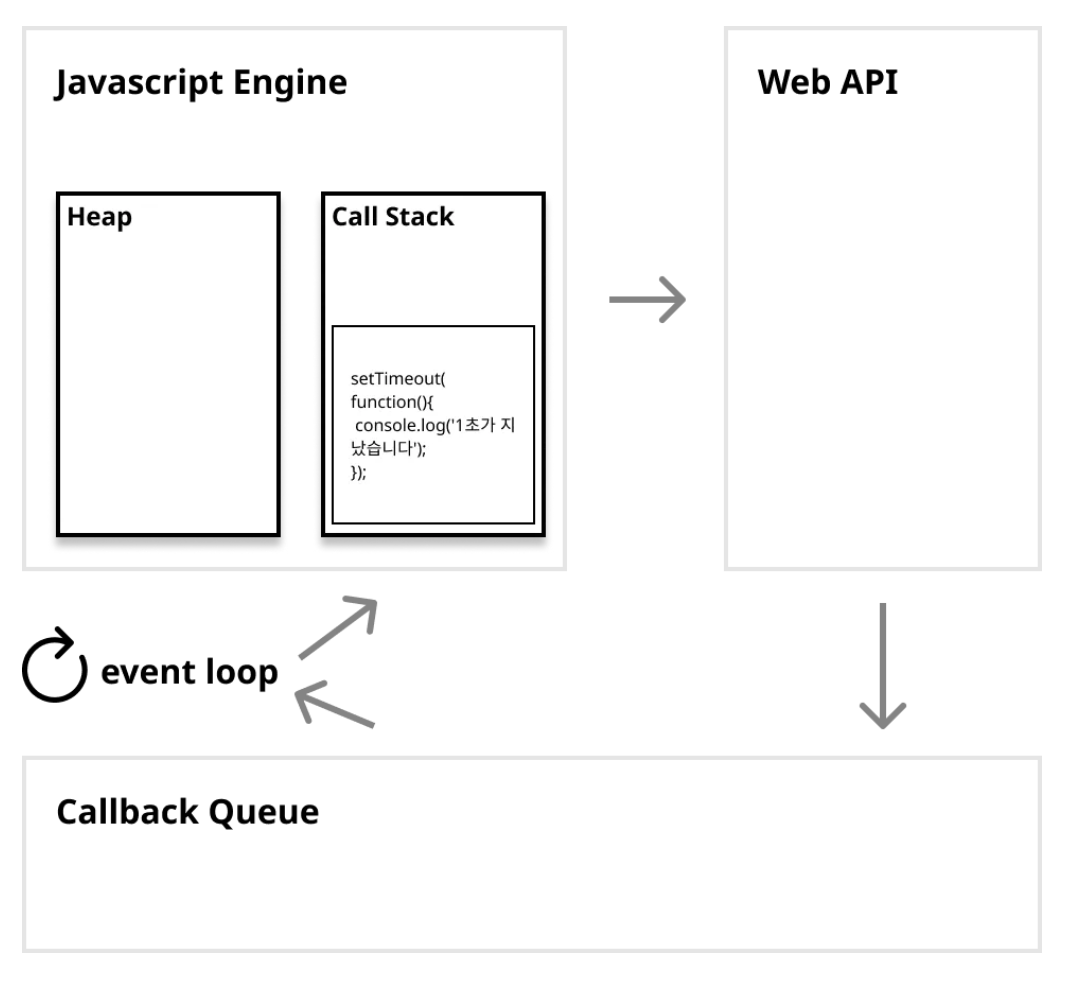 Javascript Engine
Web API
Heap
Call Stack
setTimeout(
function(){
console.log('1초가 지
났습니다');
});
event loop
Callback Queue